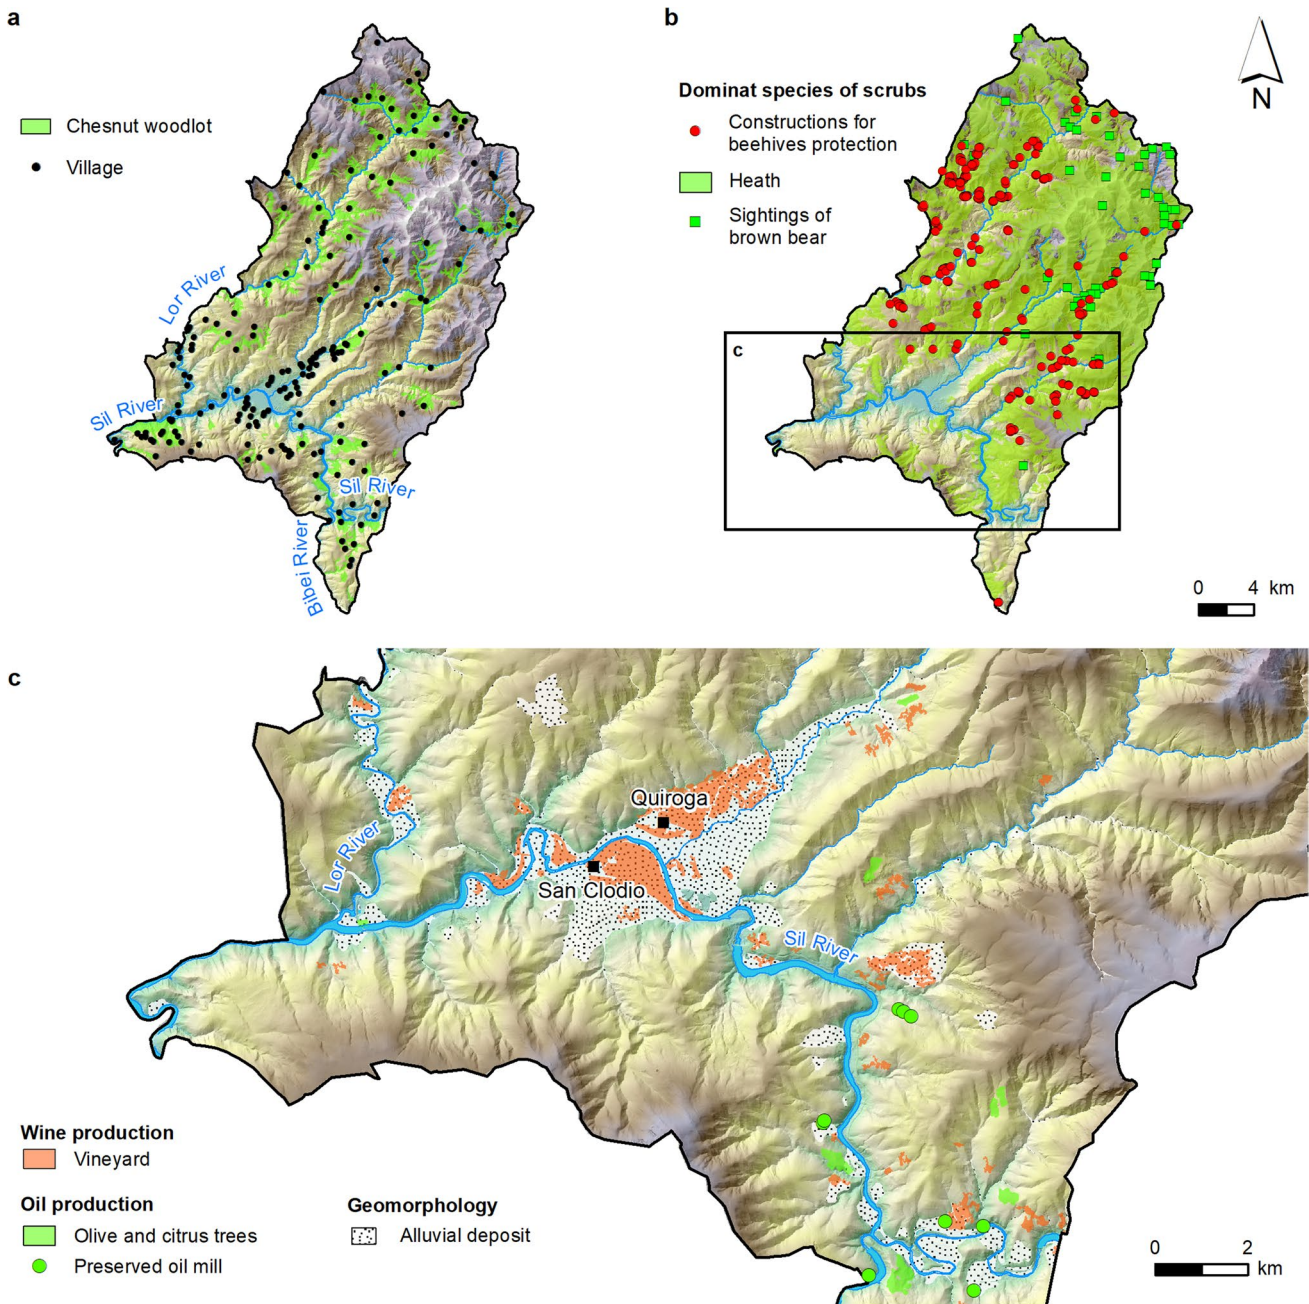 a
Chesnut woodlot
Village
Lor River
Sil River
Sil River
Bibei River
b
N
Dominat species of scrubs
Constructions for
beehives protection
Heath
Sightings of
brown bear
c
0 4 km
c
Quiroga
San Clodio
Lor River
Sil River
Wine production
Vineyard
Oil production
Olive and citrus trees
Preserved oil mill
Geomorphology
Alluvial deposit
0 2
km